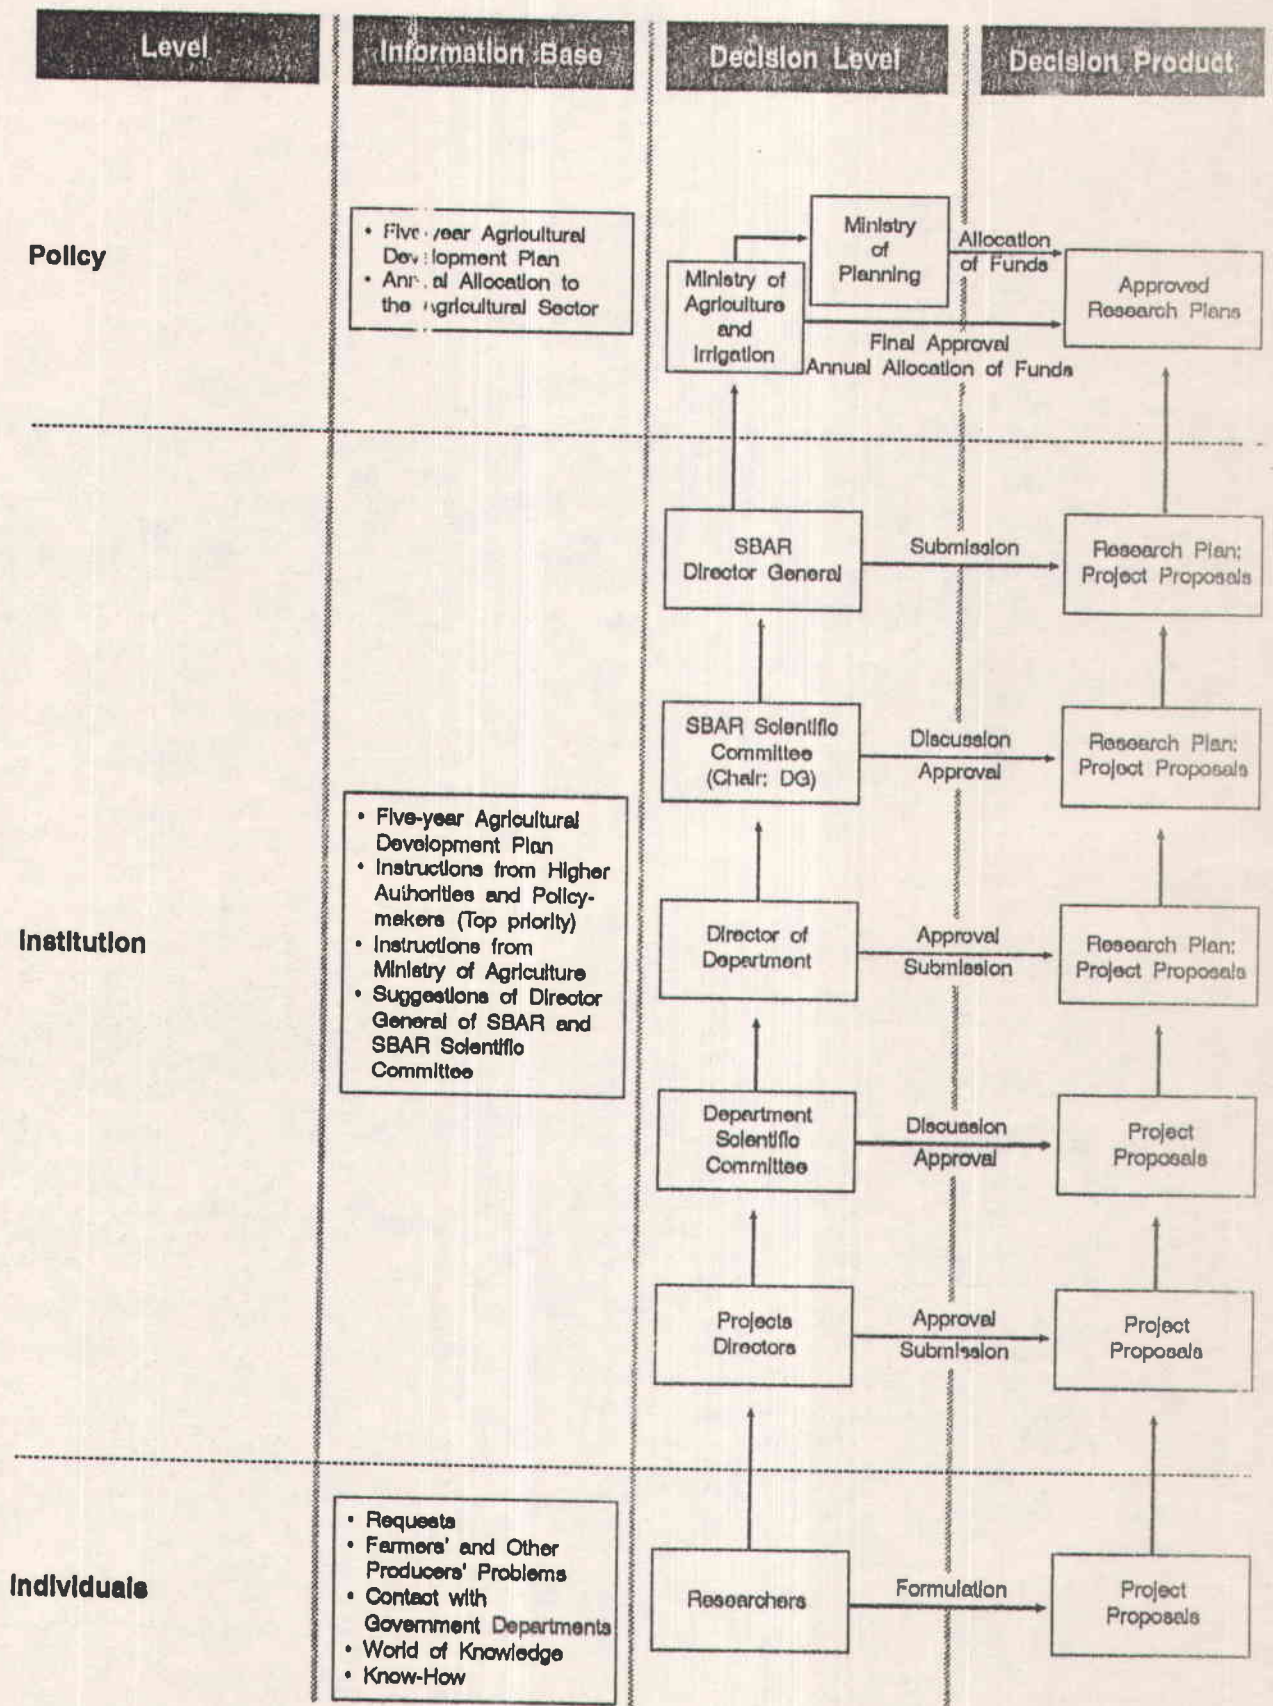 Level
Information Base
Decision Level
Decision Product
Policy
• Five-year Agricultural
Development Plan
• Annual Allocation to
the Agricultural Sector
Ministry of
Agriculture
and
Irrigation
Ministry
of
Planning
Allocation
of Funds
Final Approval
Annual Allocation of Funds
Approved
Research Plans
Institution
• Five-year Agricultural
Development Plan
• Instructions from Higher
Authorities and Policy-
makers (Top priority)
• Instructions from
Ministry of Agriculture
• Suggestions of Director
General of SBAR and
SBAR Scientific
Committee
SBAR
Director General
Submission
Research Plan:
Project Proposals
SBAR Scientific
Committee
(Chair: DG)
Discussion
Approval
Research Plan:
Project Proposals
Director of
Department
Approval
Submission
Research Plan:
Project Proposals
Department
Scientific
Committee
Discussion
Approval
Project
Proposals
Projects
Directors
Approval
Submission
Project
Proposals
Individuals
• Requests
• Farmers' and Other
Producers' Problems
• Contact with
Government Departments
• World of Knowledge
• Know-How
Researchers
Formulation
Project
Proposals